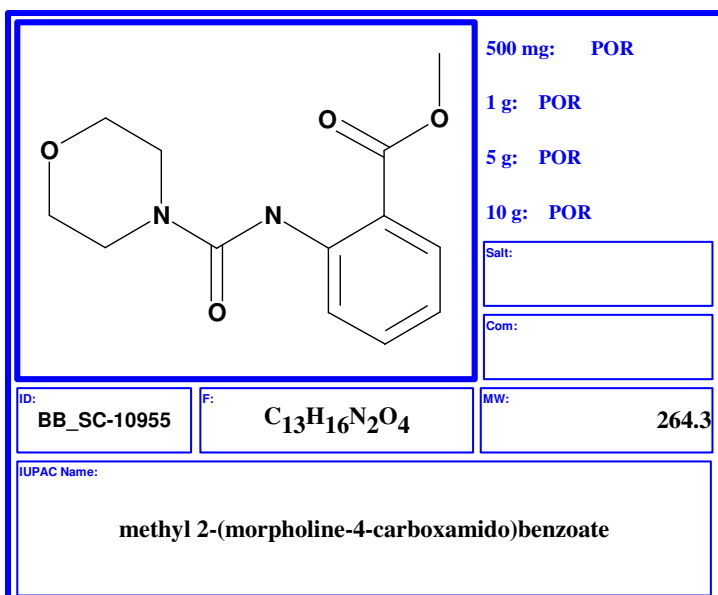 500 mg: POR
1 g: POR
5 g: POR
10 g: POR
O
N
O
N
O
O
Salt:
Com:
ID:
BB_SC-10955
F:
C13H16N2O4
MW:
264.3
IUPAC Name:
methyl 2-(morpholine-4-carboxamido)benzoate